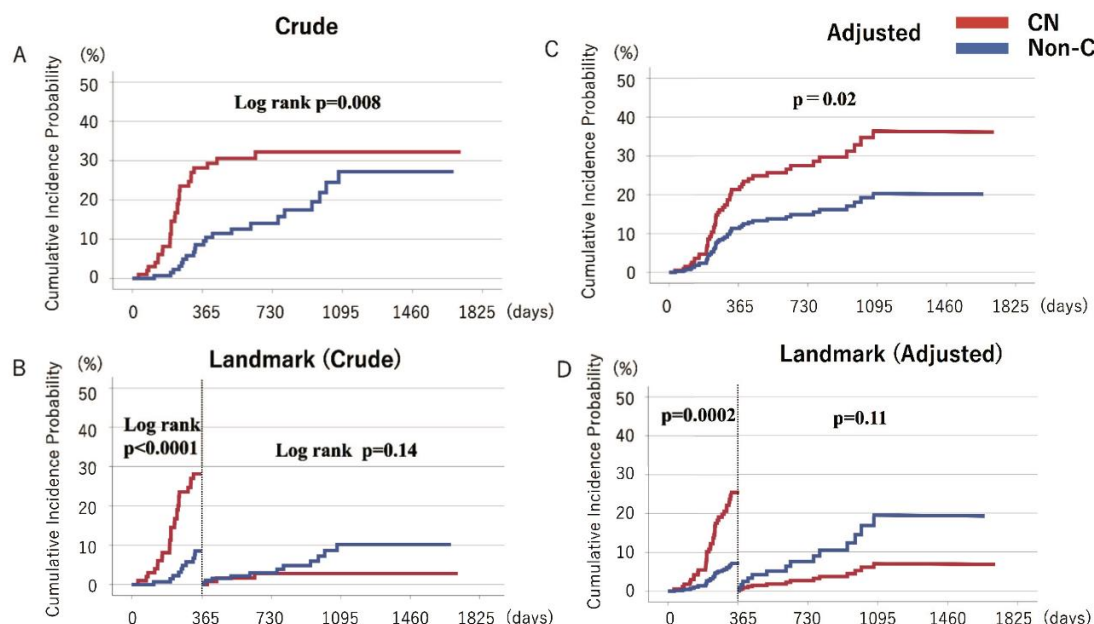 Crude
A
(%)
Cumulative Incidence Probability
50
40
30
20
10
0
Log rank p=0.008
0 365 730 1095 1460 1825 (days)
Adjusted
CN
Non-C
C
(%)
Cumulative Incidence Probability
50
40
30
20
10
0
p=0.02
0 365 730 1095 1460 1825 (days)
Landmark (Crude)
B
(%)
Cumulative Incidence Probability
50
40
30
20
10
0
Log rank
p<0.0001
Log rank p=0.14
0 365 730 1095 1460 1825 (days)
Landmark (Adjusted)
D
(%)
Cumulative Incidence Probability
50
40
30
20
10
0
p=0.0002
p=0.11
0 365 730 1095 1460 1825 (days)